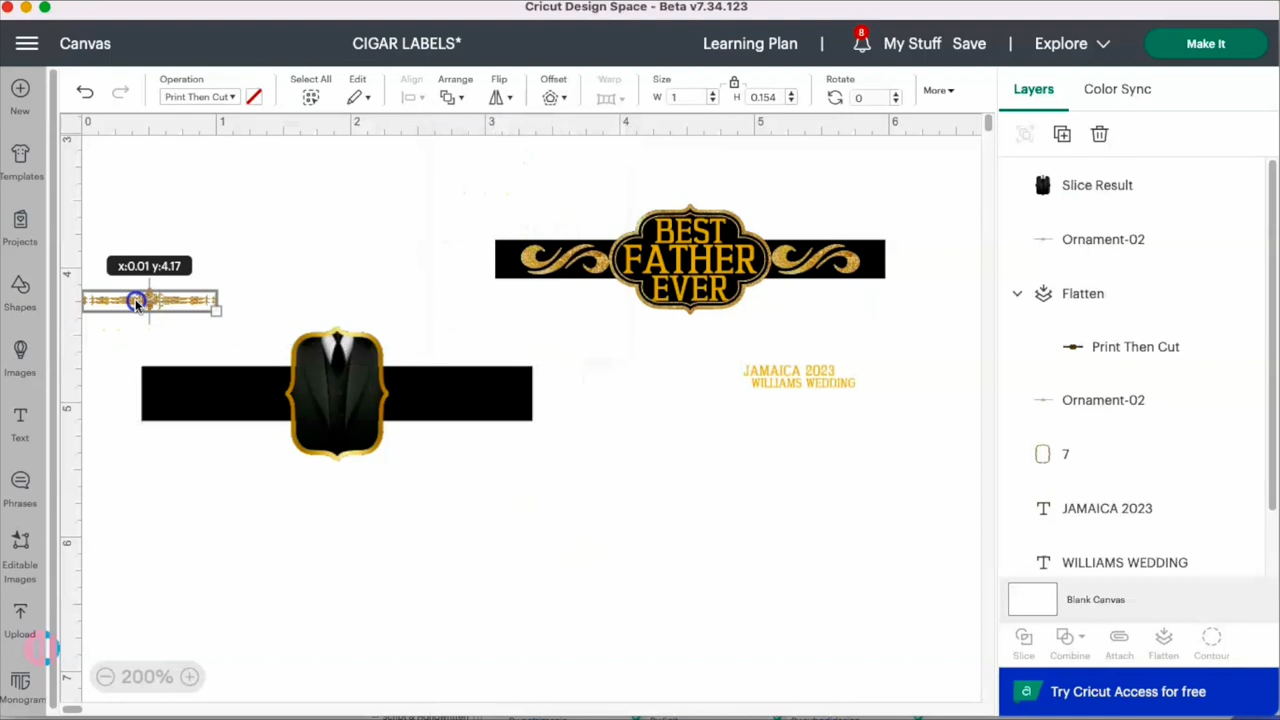 Cricut Design Space - Beta v7.34.123
Canvas
CIGAR LABELS*
Learning Plan
|
8
My Stuff
Save
|
Explore
Make It
New
Templates
Projects
Shapes
Images
Text
Phrases
Editable
Images
Upload
Monogram
Operation
Print Then Cut
Select All
Edit
Align
Arrange
Flip
Offset
Warp
Size
W 1
H 0.154
Rotate
0
More
0 1 2 3 4 5 6
3
4
5
6
7
x:0.01 y:4.17
BEST
FATHER
EVER
JAMAICA 2023
WILLIAMS WEDDING
200%
Layers
Color Sync
Slice Result
Ornament-02
Flatten
Print Then Cut
Ornament-02
7
T JAMAICA 2023
T WILLIAMS WEDDING
Blank Canvas
Slice
Combine
Attach
Flatten
Contour
a Try Cricut Access for free